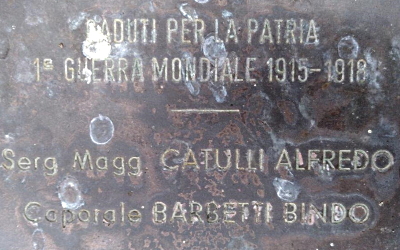 CADUTI PER LA PATRIA
1ª GUERRA MONDIALE 1915-1918
Serg. Magg. CATULLI ALFREDO
Caporale BARBETTI BINDO